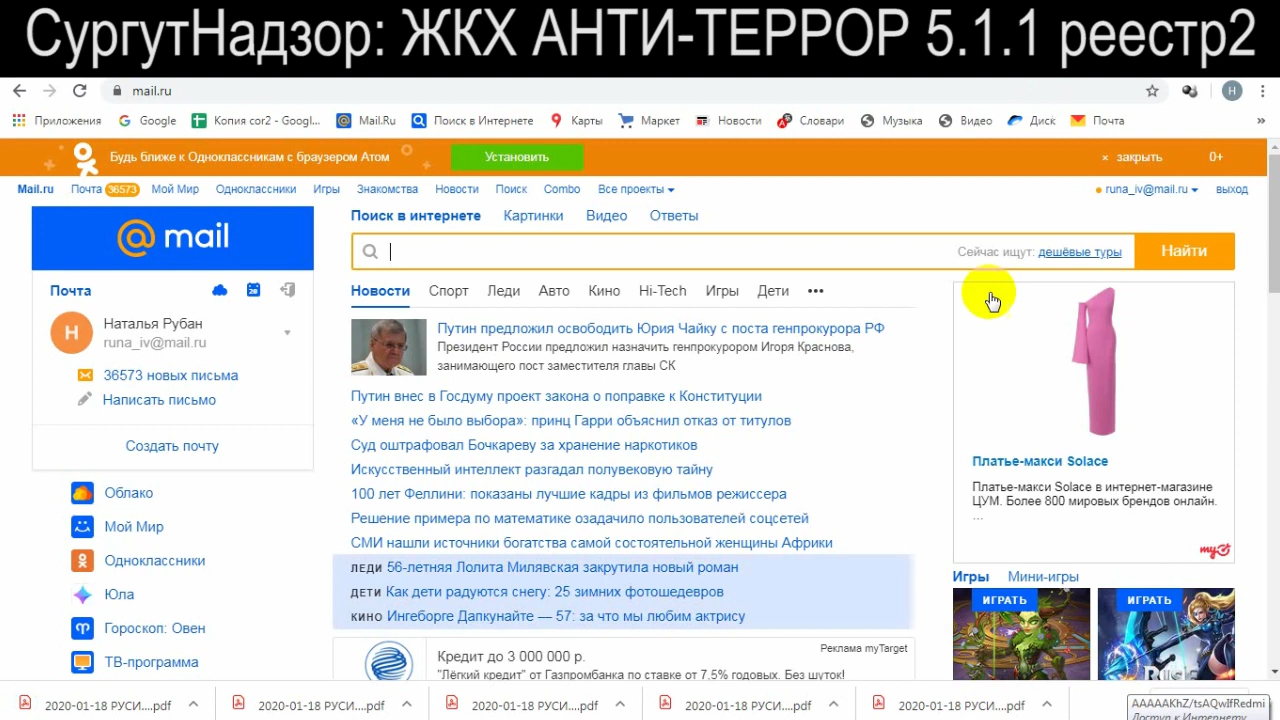 СургутНадзор: ЖКХ АНТИ-ТЕРРОР 5.1.1 реестр2
mail.ru
Н
Приложения Google Копия cor2 - Googl... Mail.Ru Поиск в Интернете Карты Маркет Новости Словари Музыка Видео Диск Почта »
Будь ближе к Одноклассникам с браузером Атом Установить × закрыть 0+
Mail.ru Почта 36573 Мой Мир Одноклассники Игры Знакомства Новости Поиск Combo Все проекты runa_iv@mail.ru выход
@mail
Поиск в интернете Картинки Видео Ответы
Сейчас ищут: дешёвые туры Найти
Почта 20
Н Наталья Рубан
runa_iv@mail.ru
36573 новых письма
Написать письмо
Создать почту
Облако
Мой Мир
Одноклассники
Юла
Гороскоп: Овен
ТВ-программа
Новости Спорт Леди Авто Кино Hi-Tech Игры Дети •••
Путин предложил освободить Юрия Чайку с поста генпрокурора РФ
Президент России предложил назначить генпрокурором Игоря Краснова,
занимающего пост заместителя главы СК
Путин внес в Госдуму проект закона о поправке к Конституции
«У меня не было выбора»: принц Гарри объяснил отказ от титулов
Суд оштрафовал Бочкареву за хранение наркотиков
Искусственный интеллект разгадал полувековую тайну
100 лет Феллини: показаны лучшие кадры из фильмов режиссера
Решение примера по математике озадачило пользователей соцсетей
СМИ нашли источники богатства самой состоятельной женщины Африки
ЛЕДИ 56-летняя Лолита Милявская закрутила новый роман
ДЕТИ Как дети радуются снегу: 25 зимних фотошедевров
КИНО Ингеборге Дапкунайте — 57: за что мы любим актрису
Кредит до 3 000 000 р. Реклама myTarget
"Лёгкий кредит" от Газпромбанка по ставке от 7.5% годовых. Без шуток!
Платье-макси Solace
Платье-макси Solace в интернет-магазине
ЦУМ. Более 800 мировых брендов онлайн.
...
Игры Мини-игры
ИГРАТЬ ИГРАТЬ
2020-01-18 РУСИ....pdf 2020-01-18 РУСИ....pdf 2020-01-18 РУСИ....pdf 2020-01-18 РУСИ....pdf 2020-01-18 РУСИ....pdf
AAAAAKhZ/tsAQwIfRedmi
Доступ к Интернету